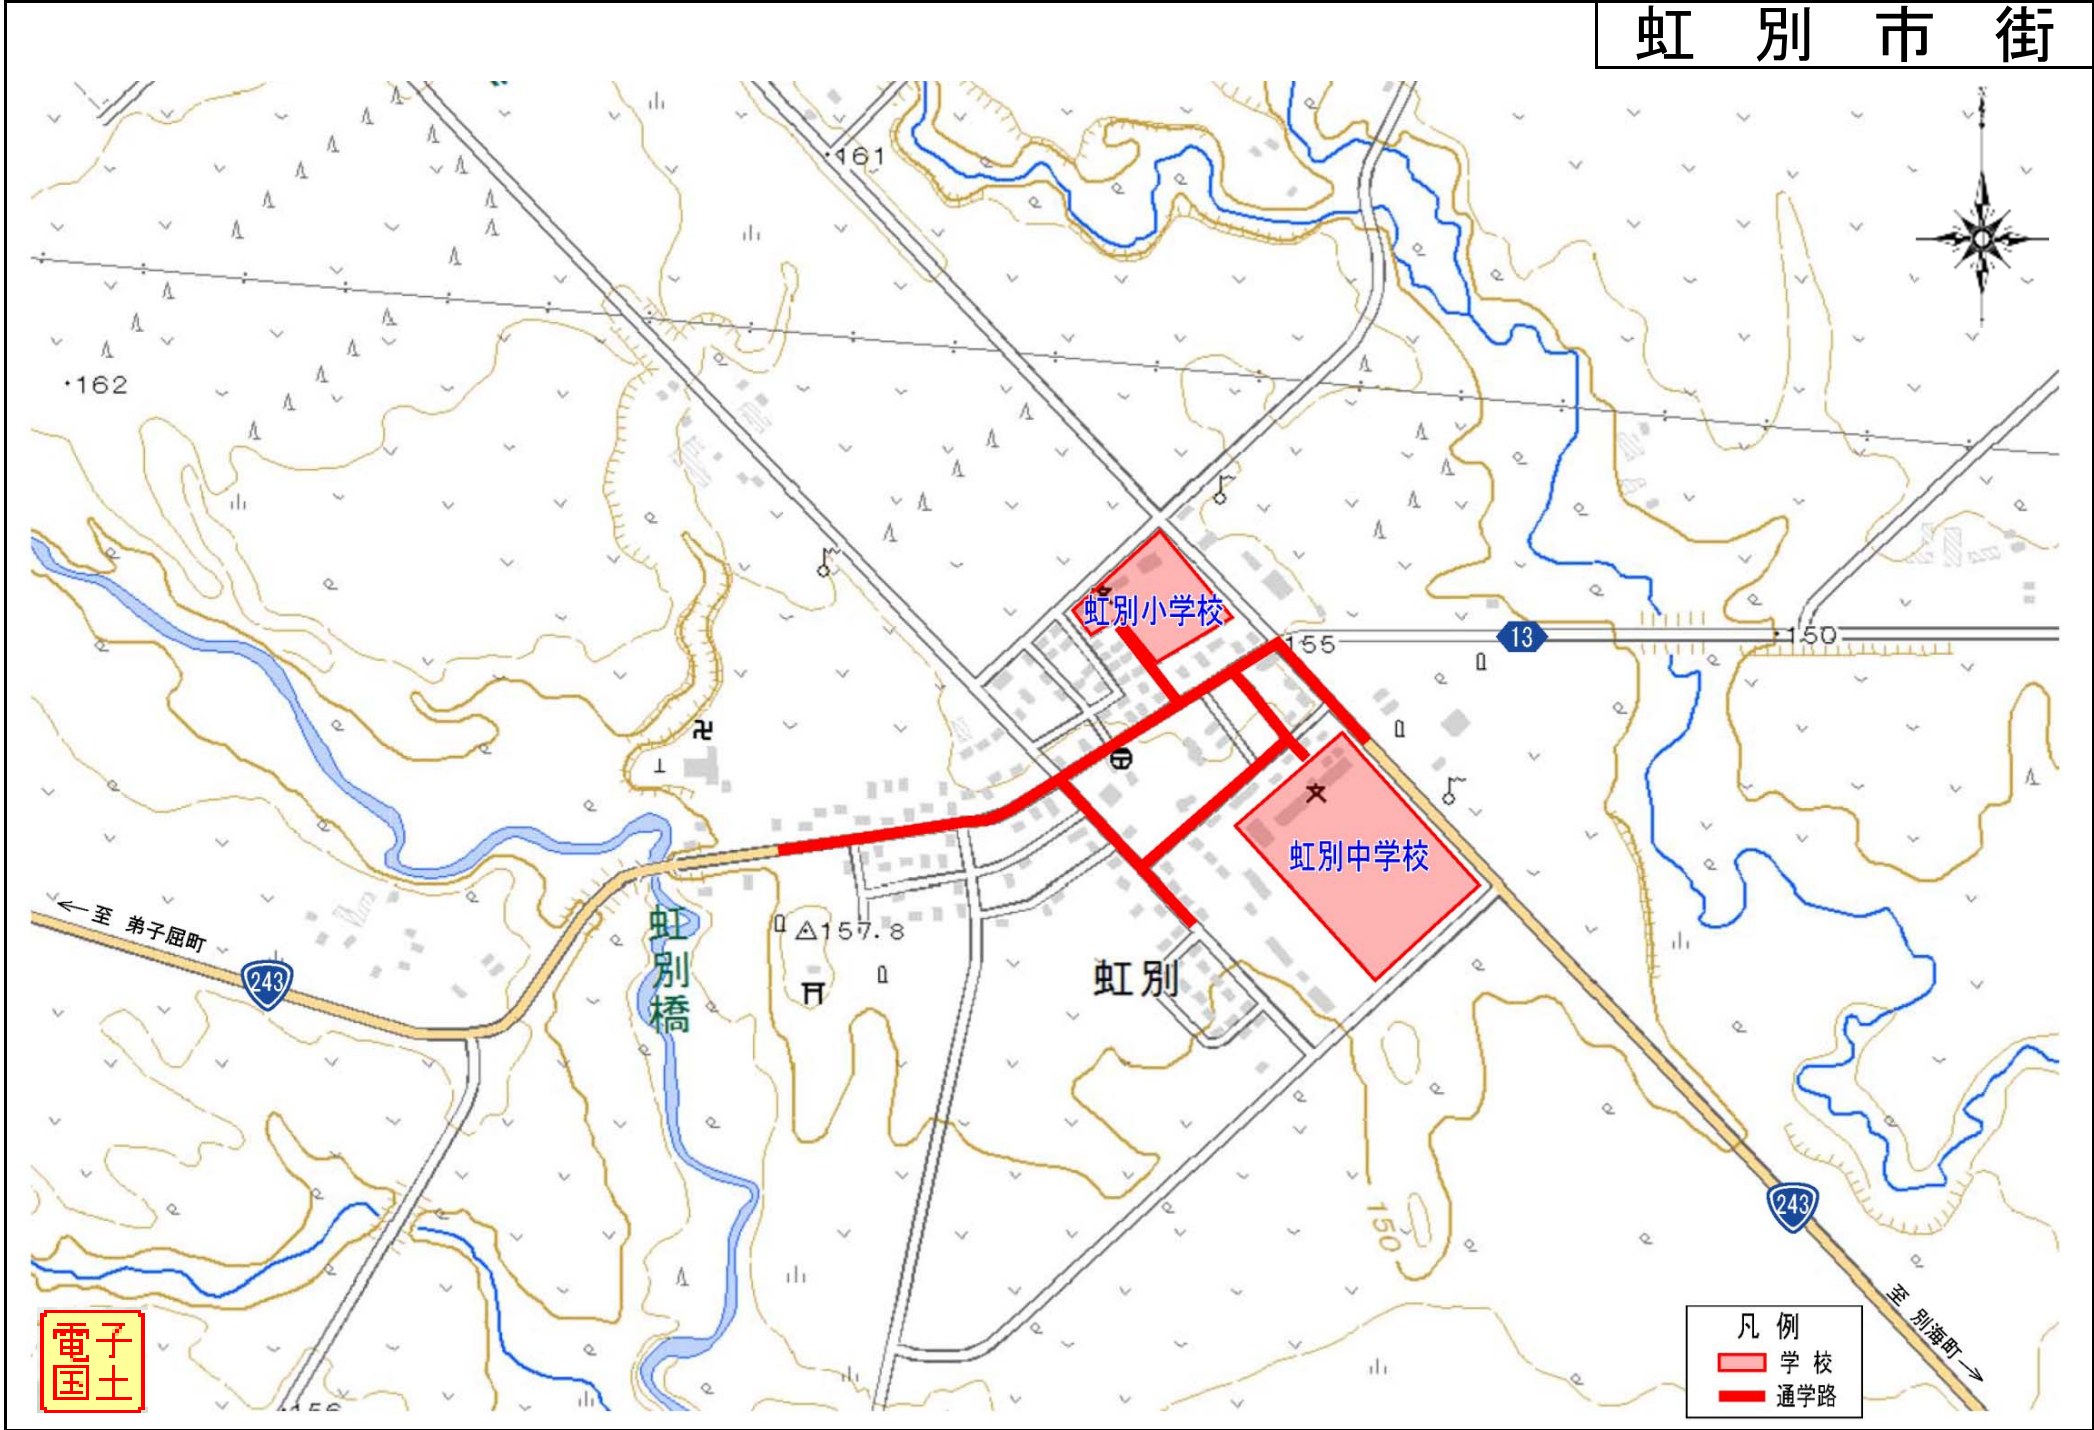 虹別市街
161
162
虹別小学校
155
13
150
虹別中学校
虹別橋
157.8
虹別
←至 弟子屈町
243
150
243
至 別海町→
電子
国土
凡例
学校
通学路